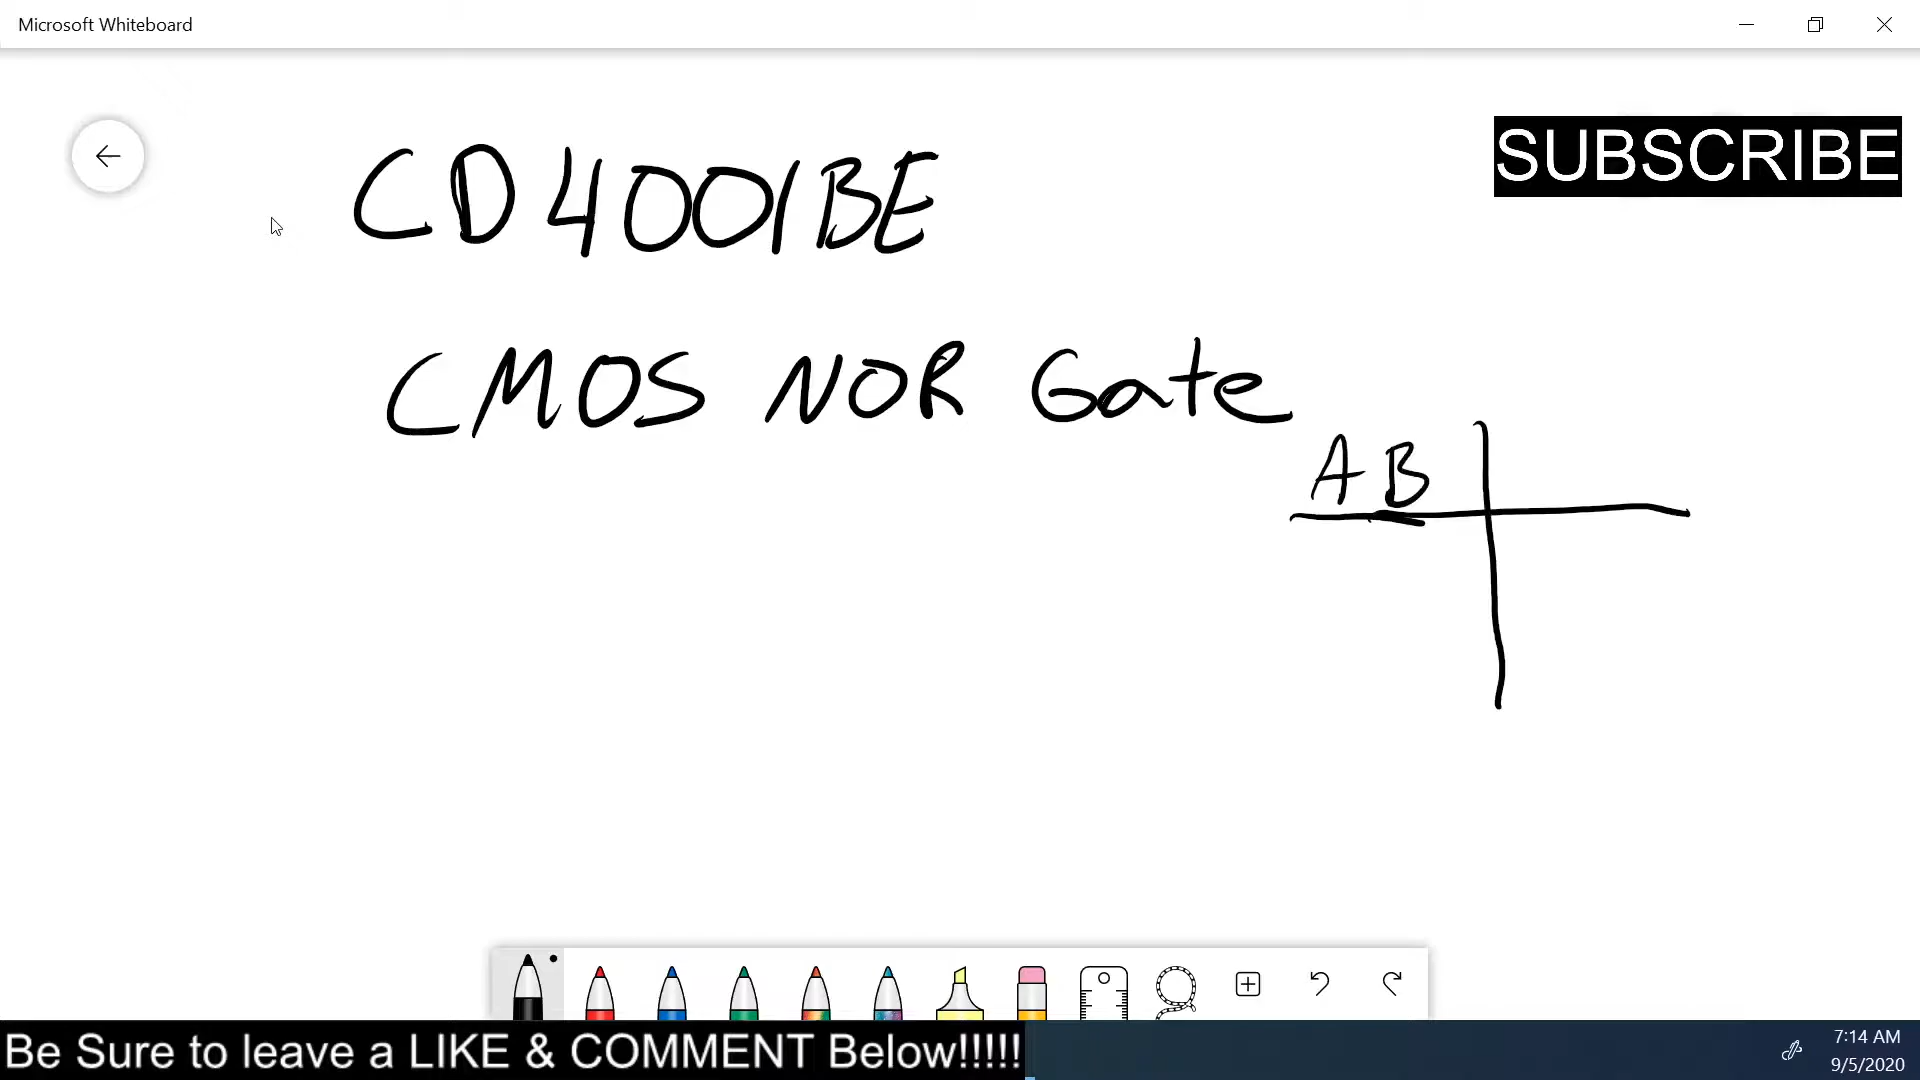 Microsoft Whiteboard
SUBSCRIBE
CD4001BE
CMOS NOR Gate
A B
Be Sure to leave a LIKE & COMMENT Below!!!!!
7:14 AM
9/5/2020